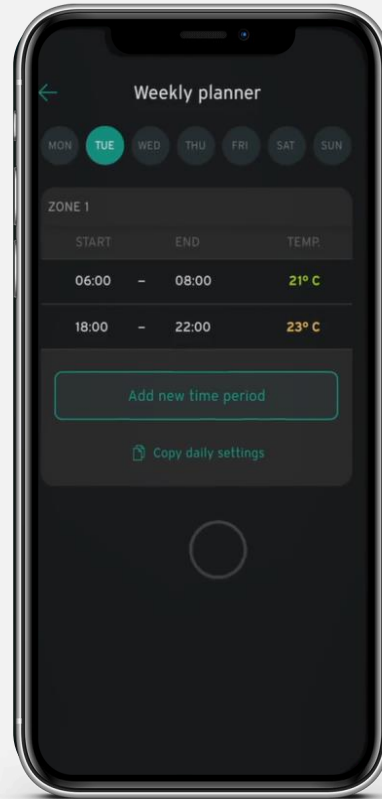 Weekly planner
MON TUE WED THU FRI SAT SUN
ZONE 1
START END TEMP.
06:00 – 08:00 21° C
18:00 – 22:00 23° C
Add new time period
Copy daily settings